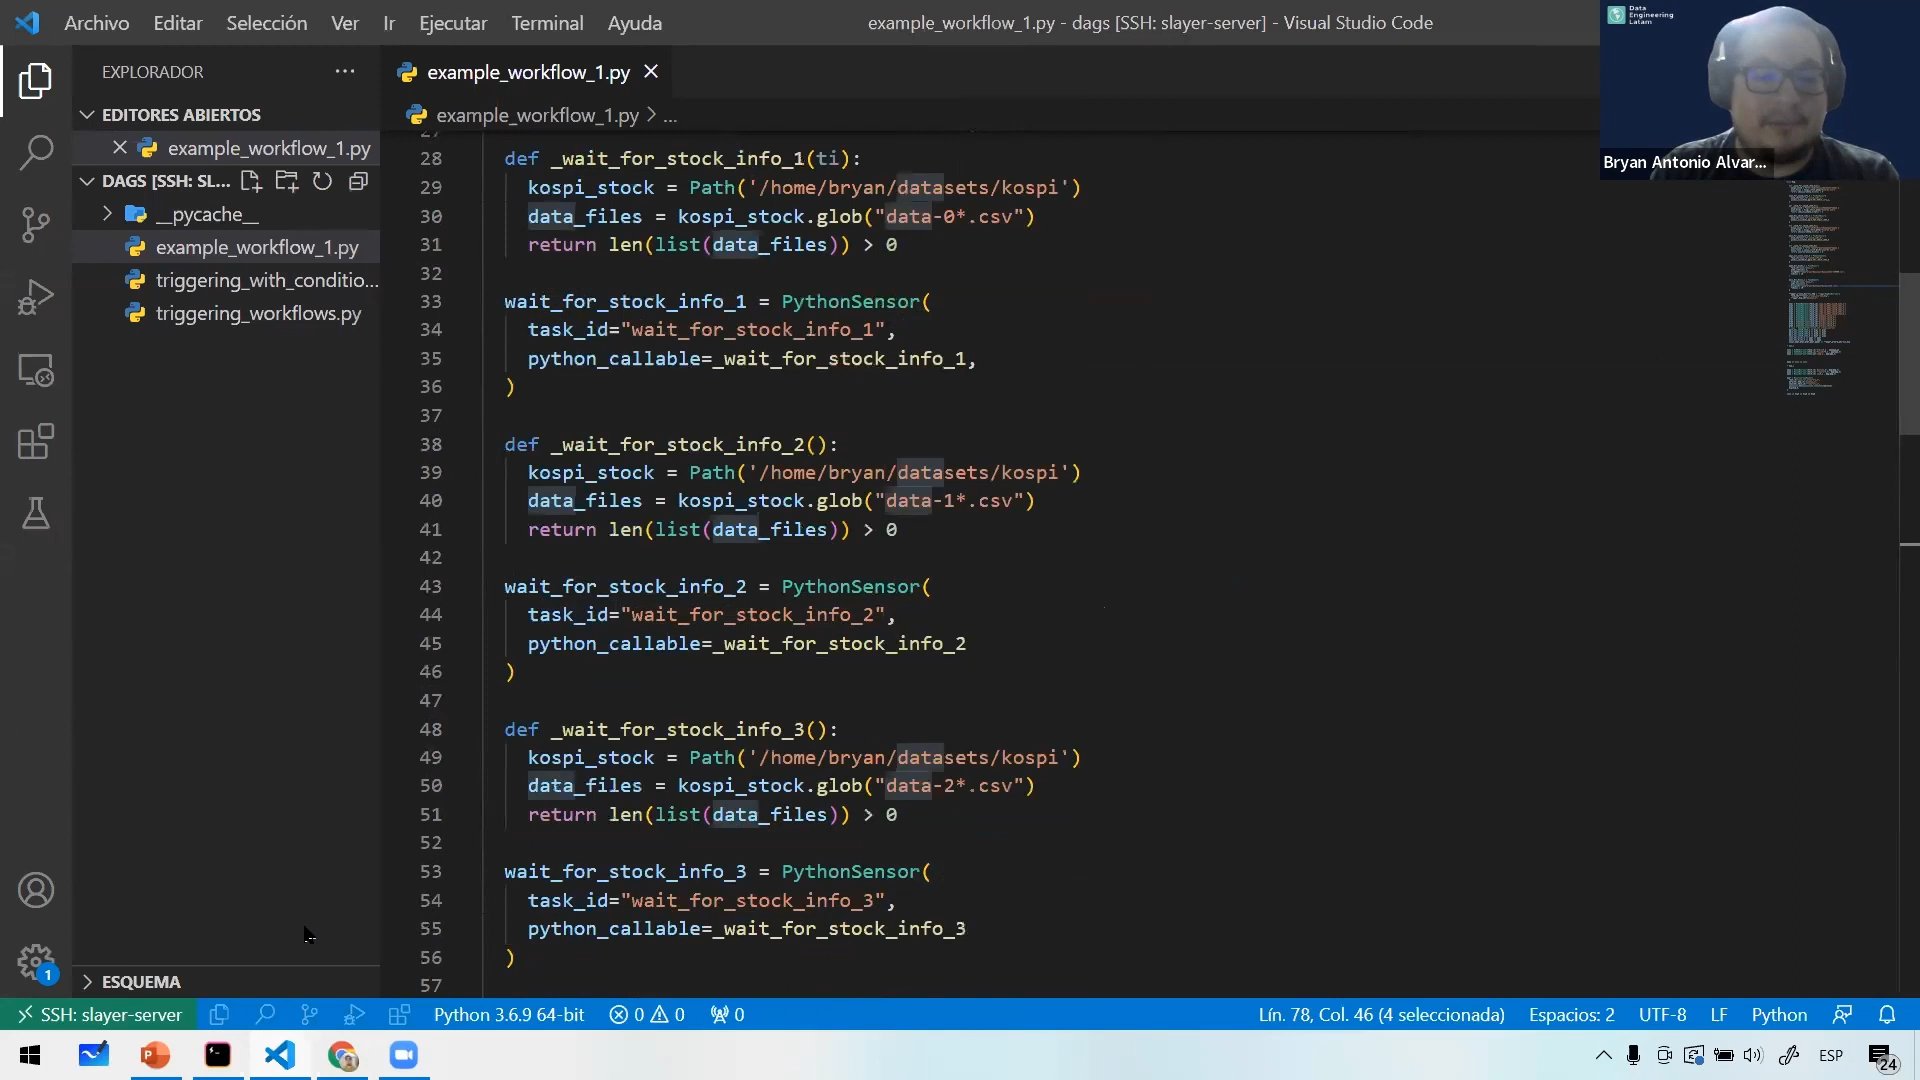 Archivo Editar Selección Ver Ir Ejecutar Terminal Ayuda
example_workflow_1.py - dags [SSH: slayer-server] - Visual Studio Code
Data
Engineering
Latam
Bryan Antonio Alvar...
EXPLORADOR
EDITORES ABIERTOS
example_workflow_1.py
DAGS [SSH: SL...
__pycache__
example_workflow_1.py
triggering_with_conditio...
triggering_workflows.py
ESQUEMA
1
example_workflow_1.py
example_workflow_1.py > ...
27
28 def _wait_for_stock_info_1(ti):
29 kospi_stock = Path('/home/bryan/datasets/kospi')
30 data_files = kospi_stock.glob("data-0*.csv")
31 return len(list(data_files)) > 0
32
33 wait_for_stock_info_1 = PythonSensor(
34 task_id="wait_for_stock_info_1",
35 python_callable=_wait_for_stock_info_1,
36 )
37
38 def _wait_for_stock_info_2():
39 kospi_stock = Path('/home/bryan/datasets/kospi')
40 data_files = kospi_stock.glob("data-1*.csv")
41 return len(list(data_files)) > 0
42
43 wait_for_stock_info_2 = PythonSensor(
44 task_id="wait_for_stock_info_2",
45 python_callable=_wait_for_stock_info_2
46 )
47
48 def _wait_for_stock_info_3():
49 kospi_stock = Path('/home/bryan/datasets/kospi')
50 data_files = kospi_stock.glob("data-2*.csv")
51 return len(list(data_files)) > 0
52
53 wait_for_stock_info_3 = PythonSensor(
54 task_id="wait_for_stock_info_3",
55 python_callable=_wait_for_stock_info_3
56 )
57
SSH: slayer-server Python 3.6.9 64-bit 0 0 0 Lín. 78, Col. 46 (4 seleccionada) Espacios: 2 UTF-8 LF Python
ESP 24